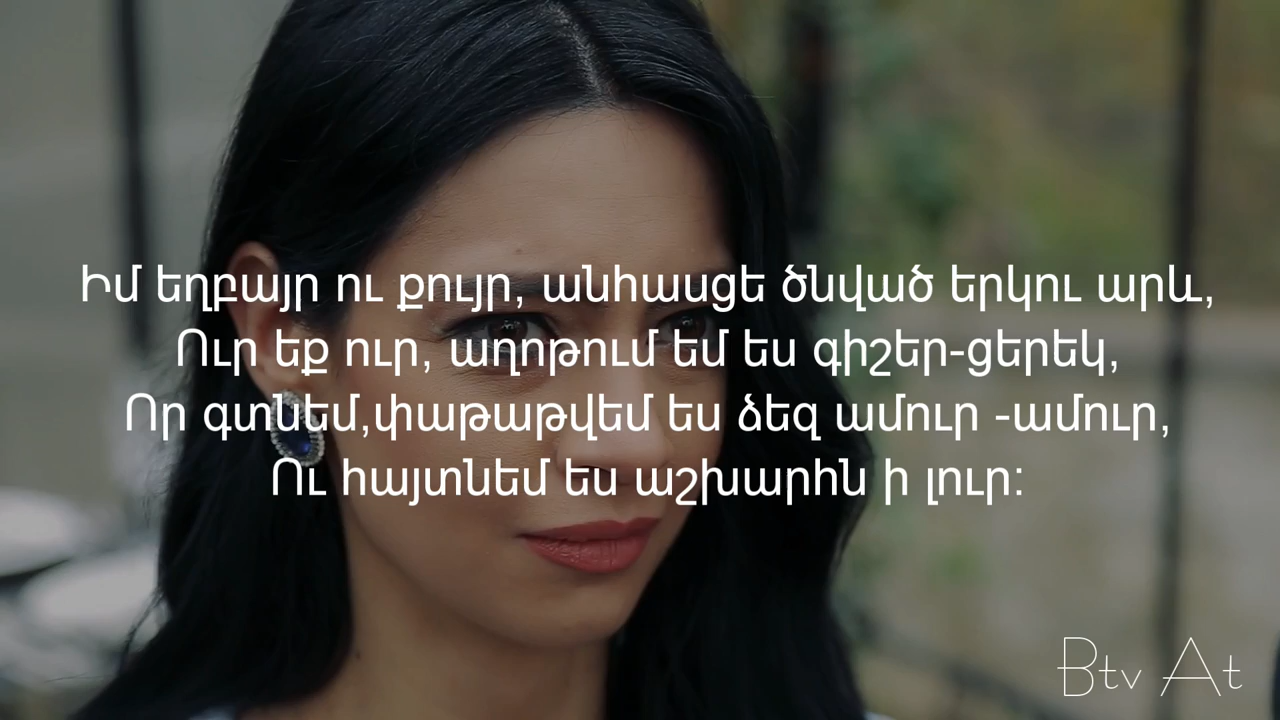 Իմ եղբայր ու քույր, անհասցե ծնված երկու արև,
Ուր եք ուր, աղոթում եմ ես գիշեր-ցերեկ,
Որ գտնեմ,փաթաթվեմ ես ձեզ ամուր -ամուր,
Ու հայտնեմ ես աշխարհն ի լուր:
Btv At